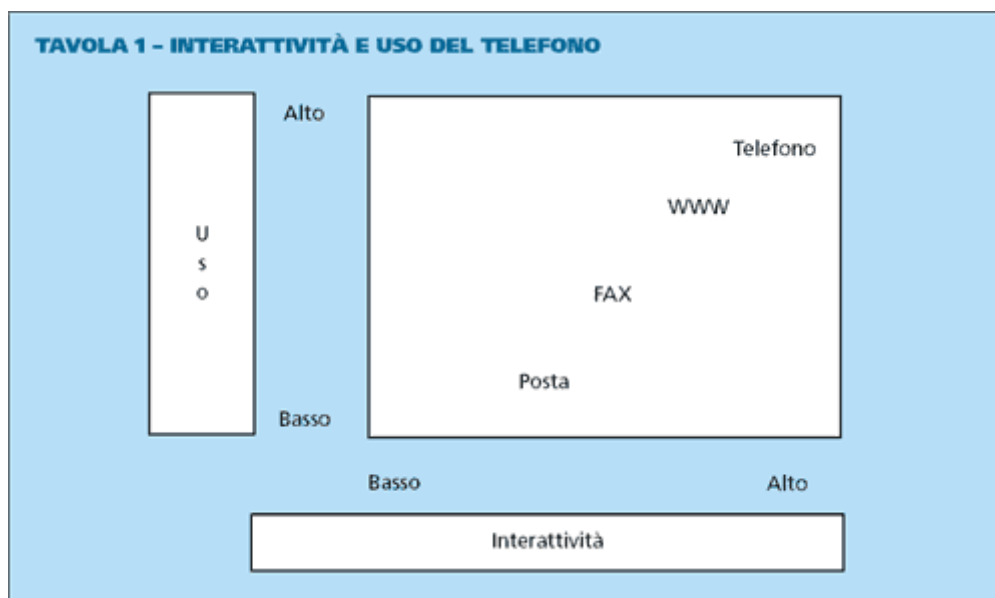 TAVOLA 1 – INTERATTIVITÀ E USO DEL TELEFONO
Alto
Telefono
WWW
U
s
o
FAX
Posta
Basso
Basso
Alto
Interattività